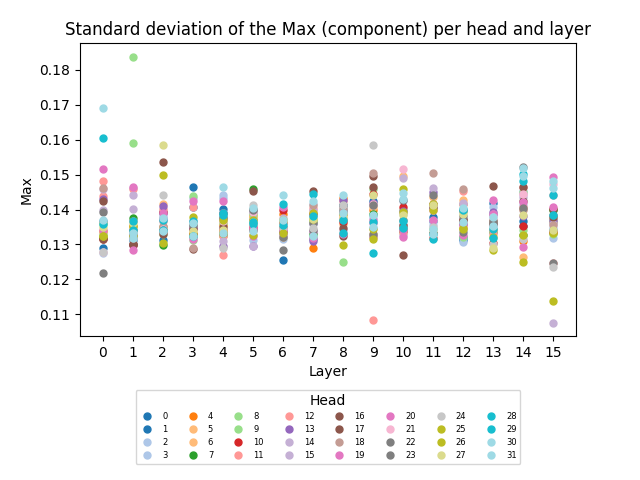 Standard deviation of the Max (component) per head and layer
0.18
0.17
0.16
0.15
0.14
0.13
0.12
0.11
Max
0 1 2 3 4 5 6 7 8 9 10 11 12 13 14 15
Layer
Head
0 4 8 12 16 20 24 28
1 5 9 13 17 21 25 29
2 6 10 14 18 22 26 30
3 7 11 15 19 23 27 31